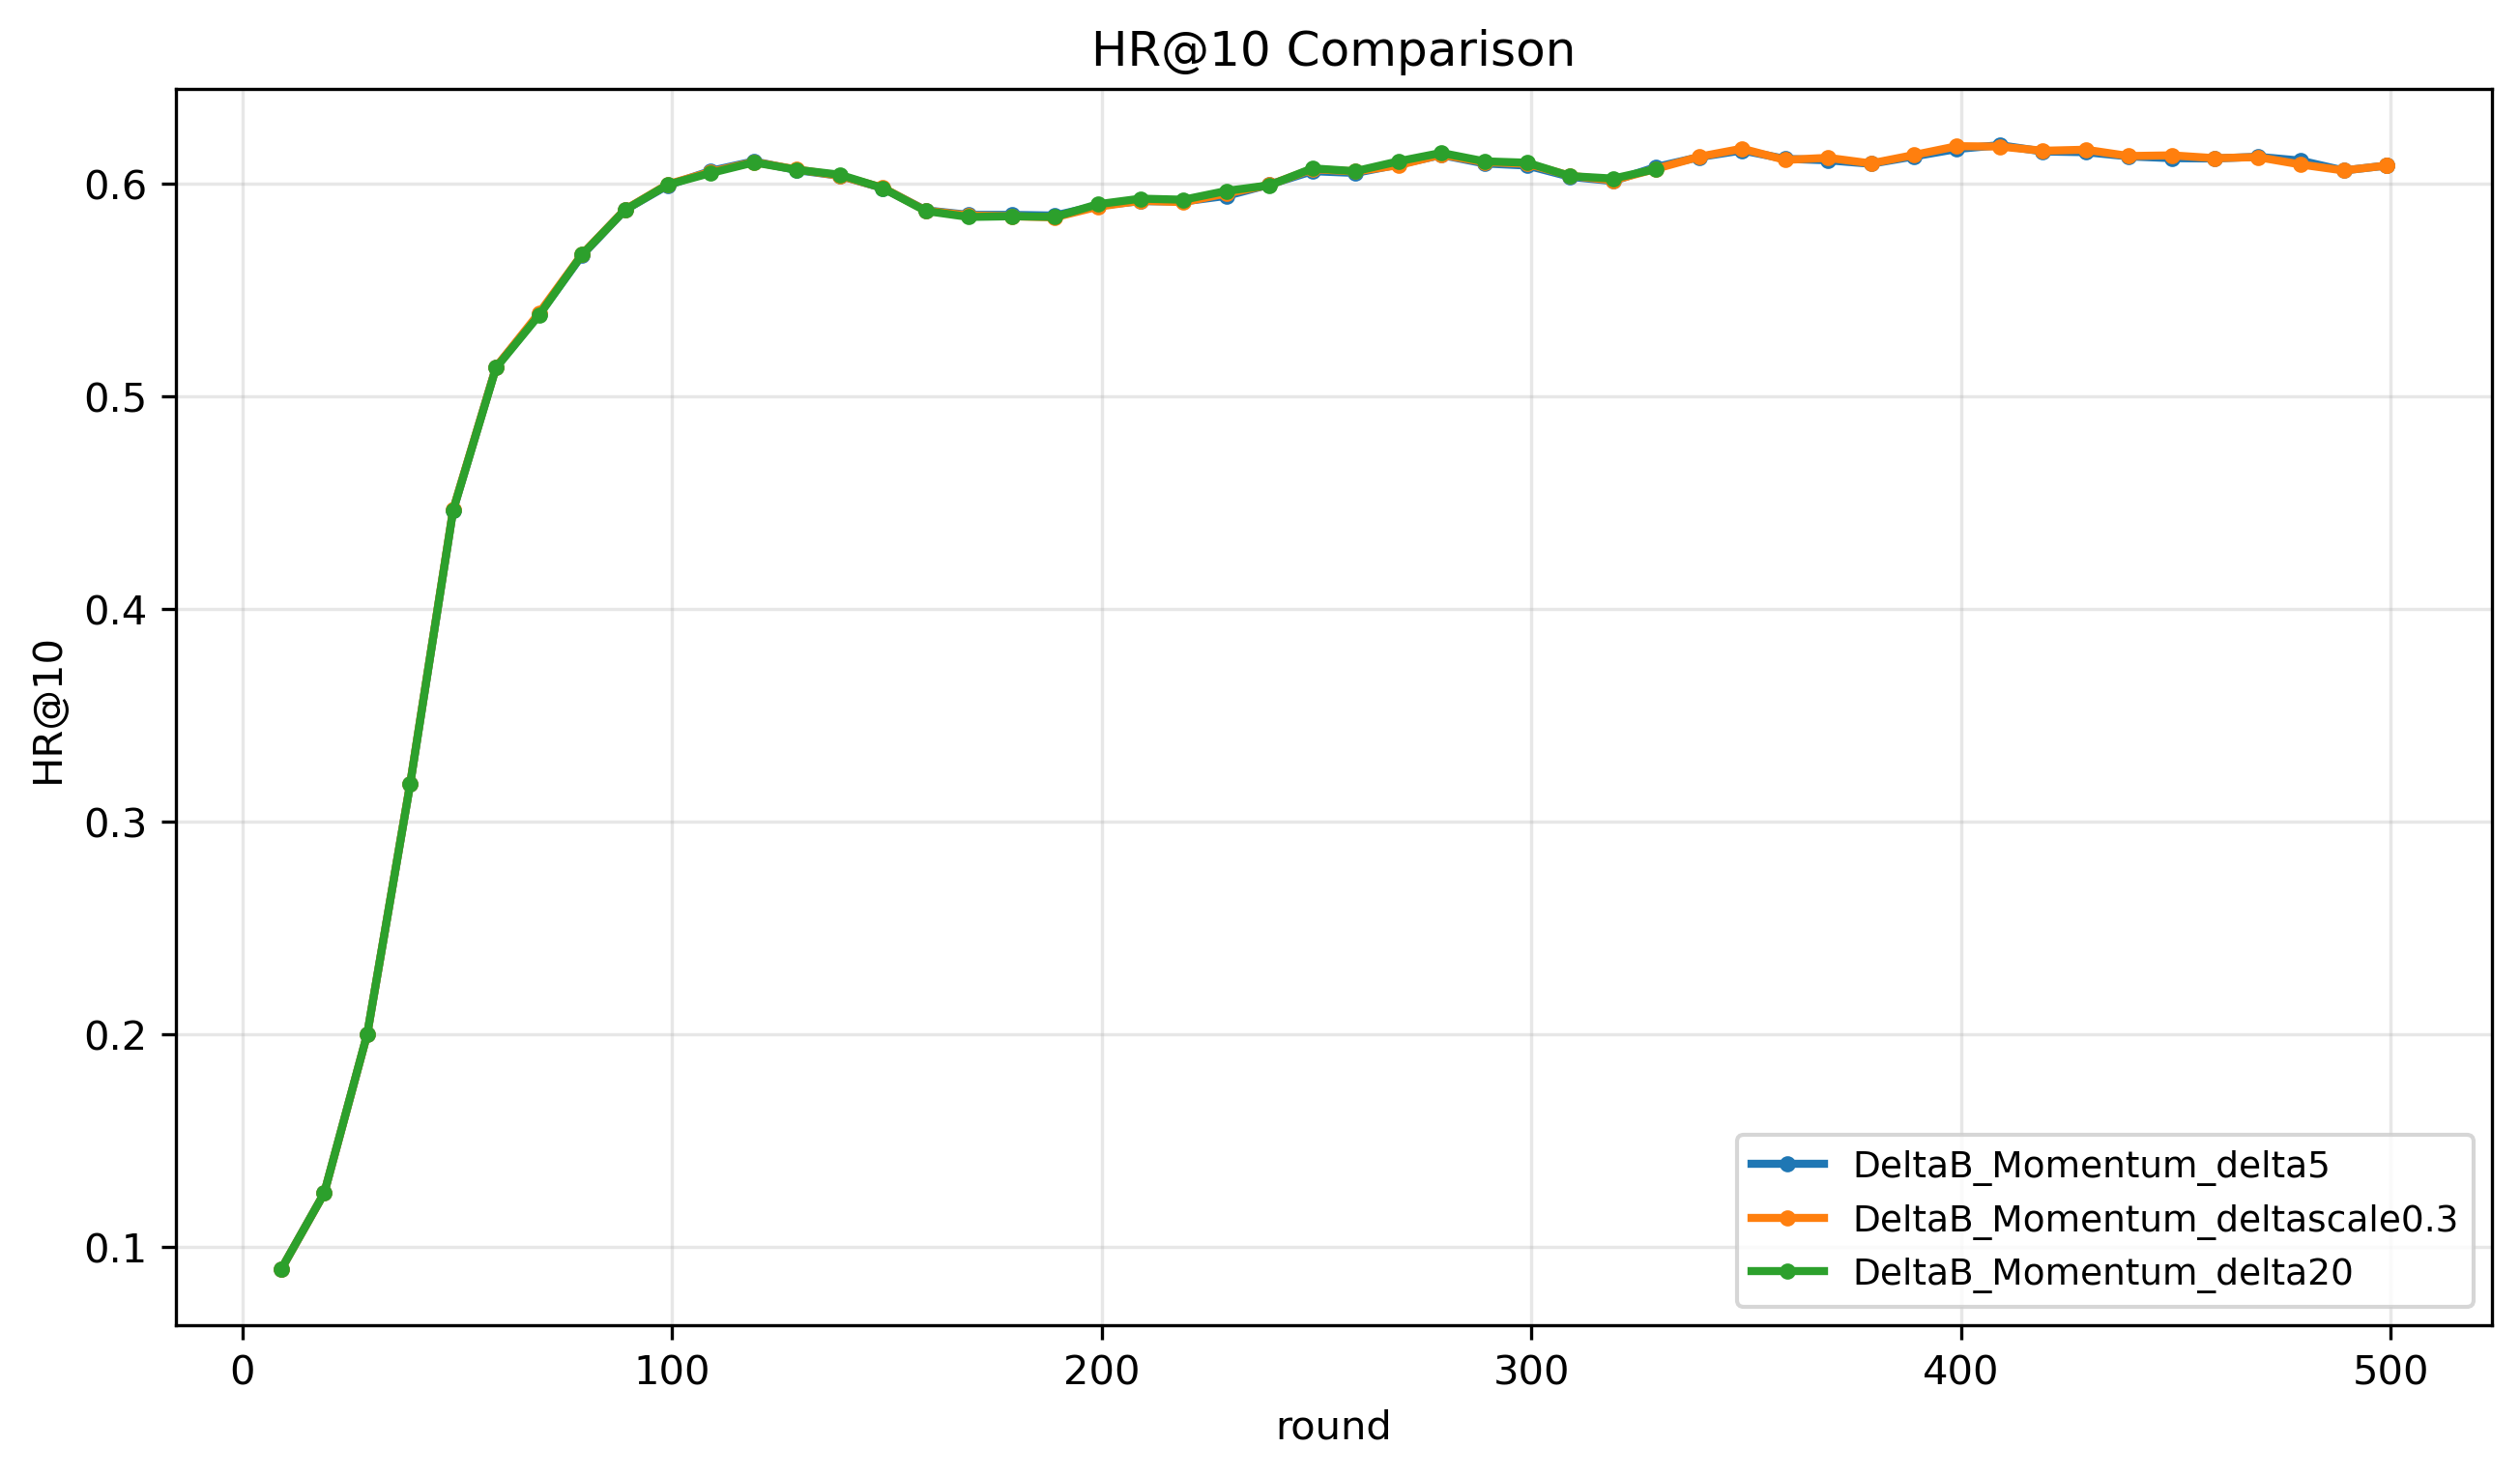 HR@10 Comparison
HR@10
0.6
0.5
0.4
0.3
0.2
0.1
DeltaB_Momentum_delta5
DeltaB_Momentum_deltascale0.3
DeltaB_Momentum_delta20
0 100 200 300 400 500
round